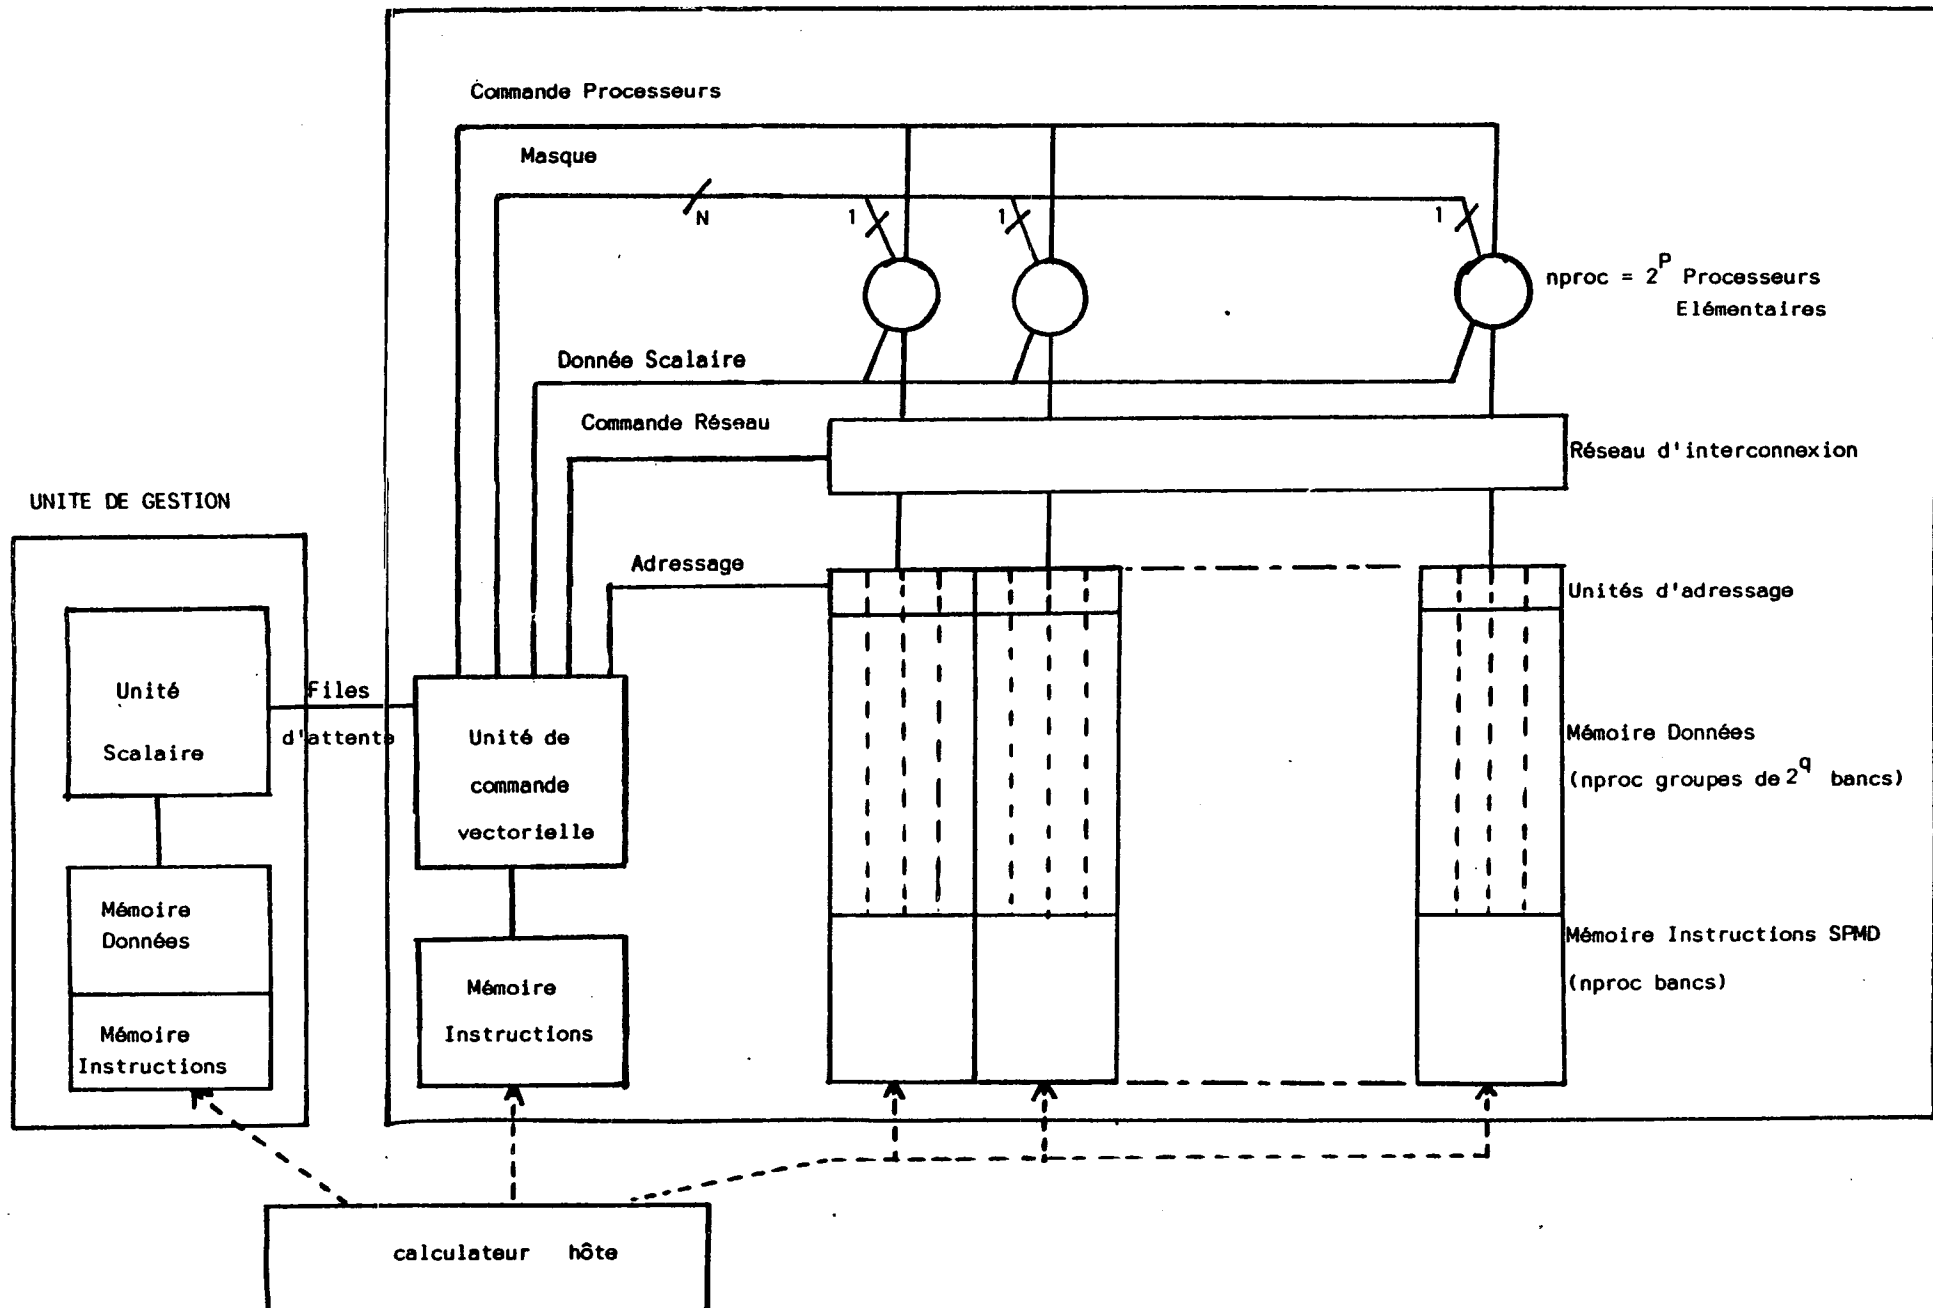 Commande Processeurs
Masque
N
1
1
1
nproc = 2^P Processeurs
Elémentaires
Donnée Scalaire
Commande Réseau
Réseau d'interconnexion
UNITE DE GESTION
Adressage
Unités d'adressage
Unité
Scalaire
Files
d'attente
Unité de
commande
vectorielle
Mémoire Données
(nproc groupes de 2^q bancs)
Mémoire
Données
Mémoire
Instructions
Mémoire
Instructions
Mémoire Instructions SPMD
(nproc bancs)
calculateur hôte